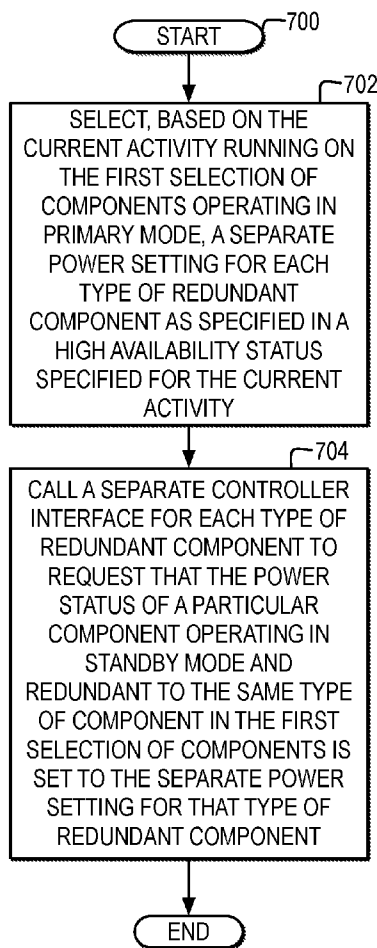 START
700
702
SELECT, BASED ON THE
CURRENT ACTIVITY RUNNING ON
THE FIRST SELECTION OF
COMPONENTS OPERATING IN
PRIMARY MODE, A SEPARATE
POWER SETTING FOR EACH
TYPE OF REDUNDANT
COMPONENT AS SPECIFIED IN A
HIGH AVAILABILITY STATUS
SPECIFIED FOR THE CURRENT
ACTIVITY
704
CALL A SEPARATE CONTROLLER
INTERFACE FOR EACH TYPE OF
REDUNDANT COMPONENT TO
REQUEST THAT THE POWER
STATUS OF A PARTICULAR
COMPONENT OPERATING IN
STANDBY MODE AND
REDUNDANT TO THE SAME TYPE
OF COMPONENT IN THE FIRST
SELECTION OF COMPONENTS IS
SET TO THE SEPARATE POWER
SETTING FOR THAT TYPE OF
REDUNDANT COMPONENT
END